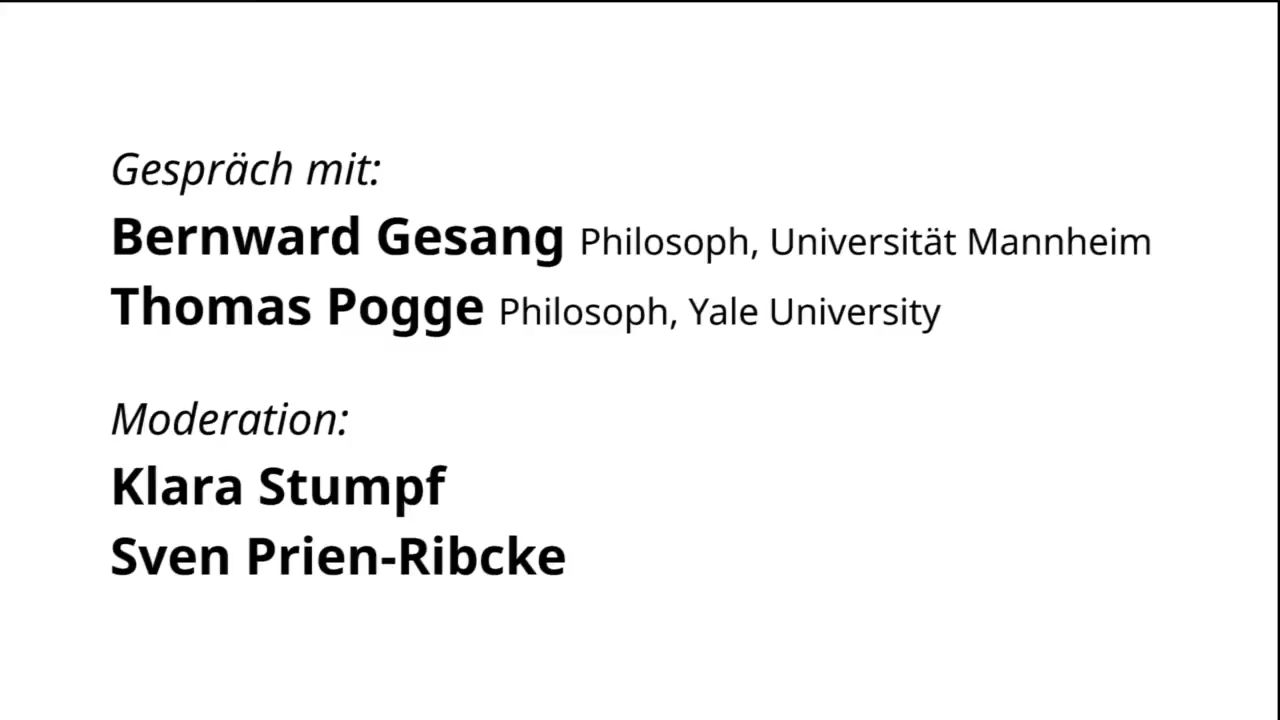 Gespräch mit:
Bernward Gesang Philosoph, Universität Mannheim
Thomas Pogge Philosoph, Yale University
Moderation:
Klara Stumpf
Sven Prien-Ribcke